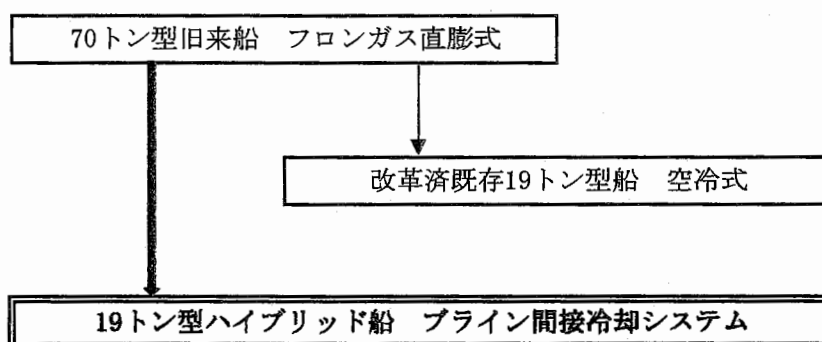 70トン型旧来船　フロンガス直膨式
改革済既存19トン型船　空冷式
19トン型ハイブリッド船　ブライン間接冷却システム